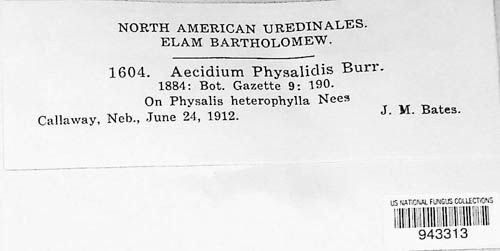 NORTH AMERICAN UREDINALES.
ELAM BARTHOLOMEW.
1604. Aecidium Physalidis Burr.
1884: Bot. Gazette 9: 190.
On Physalis heterophylla Nees
Callaway, Neb., June 24, 1912. J. M. Bates.
US NATIONAL FUNGUS COLLECTIONS
943313